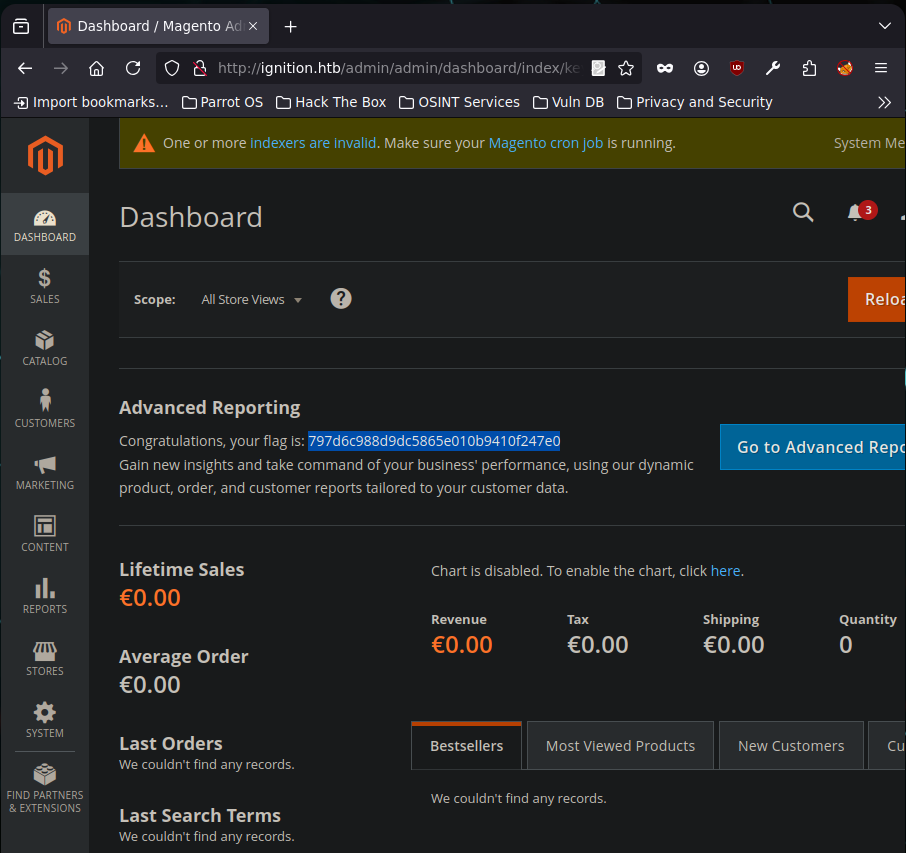 Dashboard / Magento Ad
http://ignition.htb/admin/admin/dashboard/index/ke
Import bookmarks...
Parrot OS
Hack The Box
OSINT Services
Vuln DB
Privacy and Security
One or more indexers are invalid. Make sure your Magento cron job is running.
System Me
DASHBOARD
SALES
CATALOG
CUSTOMERS
MARKETING
CONTENT
REPORTS
STORES
SYSTEM
FIND PARTNERS
& EXTENSIONS
Dashboard
3
Scope:
All Store Views
?
Reloa
Advanced Reporting
Congratulations, your flag is: 797d6c988d9dc5865e010b9410f247e0
Gain new insights and take command of your business' performance, using our dynamic
product, order, and customer reports tailored to your customer data.
Go to Advanced Repo
Lifetime Sales
€0.00
Average Order
€0.00
Last Orders
We couldn't find any records.
Last Search Terms
We couldn't find any records.
Chart is disabled. To enable the chart, click here.
Revenue
€0.00
Tax
€0.00
Shipping
€0.00
Quantity
0
Bestsellers
Most Viewed Products
New Customers
Cu
We couldn't find any records.